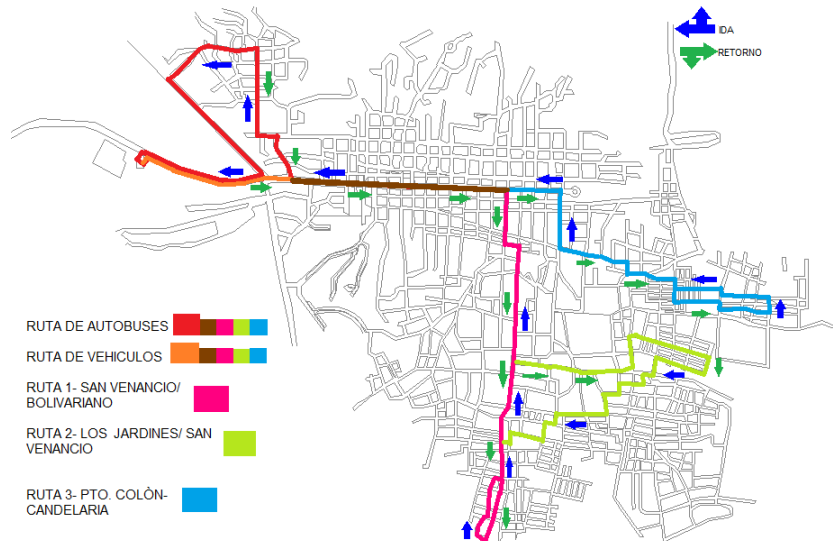 IDA
RETORNO
RUTA DE AUTOBUSES
RUTA DE VEHICULOS
RUTA 1- SAN VENANCIO/
BOLIVARIANO
RUTA 2- LOS JARDINES/ SAN
VENANCIO
RUTA 3- PTO. COLÒN-
CANDELARIA